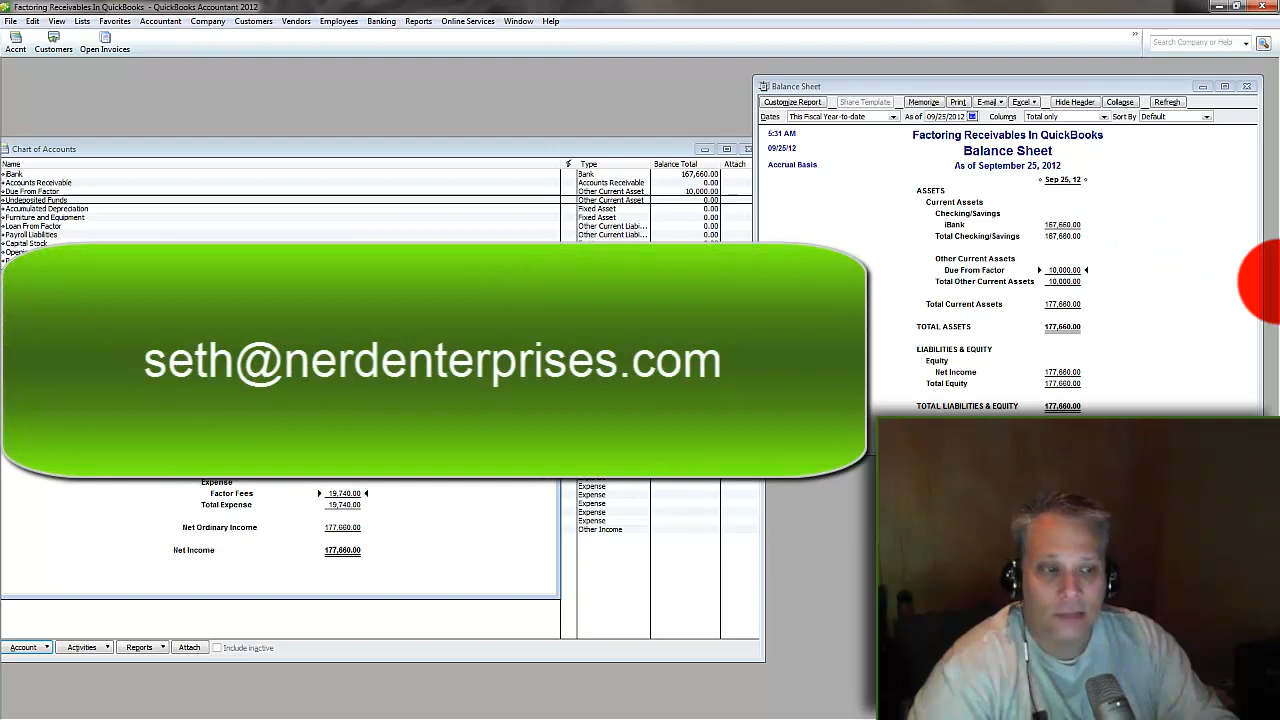 Factoring Receivables In QuickBooks - QuickBooks Accountant 2012
File Edit View Lists Favorites Accountant Company Customers Vendors Employees Banking Reports Online Services Window Help
Accnt Customers Open Invoices
Search Company or Help
Chart of Accounts
Name Type Balance Total Attach
iBank Bank 167,660.00
Accounts Receivable Accounts Receivable 0.00
Due From Factor Other Current Asset 10,000.00
Undeposited Funds Other Current Asset 0.00
Accumulated Depreciation Fixed Asset 0.00
Furniture and Equipment Fixed Asset 0.00
Loan From Factor Other Current Liabi... 0.00
Payroll Liabilities Other Current Liabi... 0.00
Capital Stock Equity 0.00
seth@nerdenterprises.com
Expense
Factor Fees 19,740.00
Total Expense 19,740.00
Net Ordinary Income 177,660.00
Net Income 177,660.00
Expense
Expense
Expense
Expense
Expense
Other Income
Account Activities Reports Attach Include inactive
Balance Sheet
Customize Report Share Template Memorize Print E-mail Excel Hide Header Collapse Refresh
Dates This Fiscal Year-to-date As of 09/25/2012 Columns Total only Sort By Default
5:31 AM
09/25/12
Accrual Basis
Factoring Receivables In QuickBooks
Balance Sheet
As of September 25, 2012
Sep 25, 12
ASSETS
Current Assets
Checking/Savings
iBank 167,660.00
Total Checking/Savings 167,660.00
Other Current Assets
Due From Factor 10,000.00
Total Other Current Assets 10,000.00
Total Current Assets 177,660.00
TOTAL ASSETS 177,660.00
LIABILITIES & EQUITY
Equity
Net Income 177,660.00
Total Equity 177,660.00
TOTAL LIABILITIES & EQUITY 177,660.00